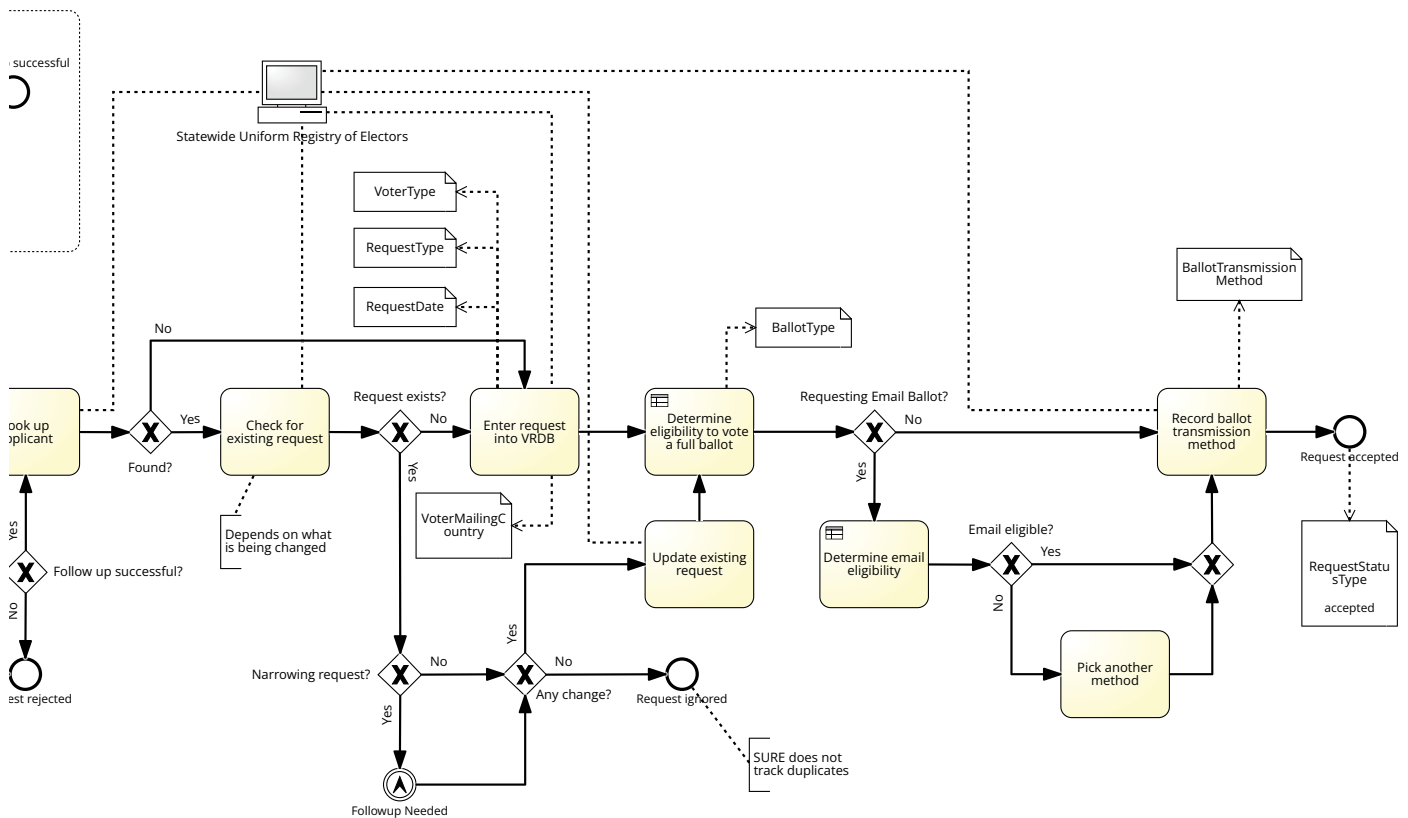 successful
Statewide Uniform Registry of Electors
VoterType
RequestType
RequestDate
BallotTransmission
Method
BallotType
No
ook up
plicant
Found?
Yes
Check for
existing request
Request exists?
No
Yes
Enter request
into VRDB
Determine
eligibility to vote
a full ballot
Requesting Email Ballot?
No
Yes
Record ballot
transmission
method
Request accepted
Depends on what
is being changed
VoterMailingC
ountry
Update existing
request
Determine email
eligibility
Email eligible?
Yes
No
RequestStatu
sType
accepted
Yes
Follow up successful?
No
est rejected
Narrowing request?
No
Yes
Yes
No
Any change?
Request ignored
Pick another
method
SURE does not
track duplicates
Followup Needed